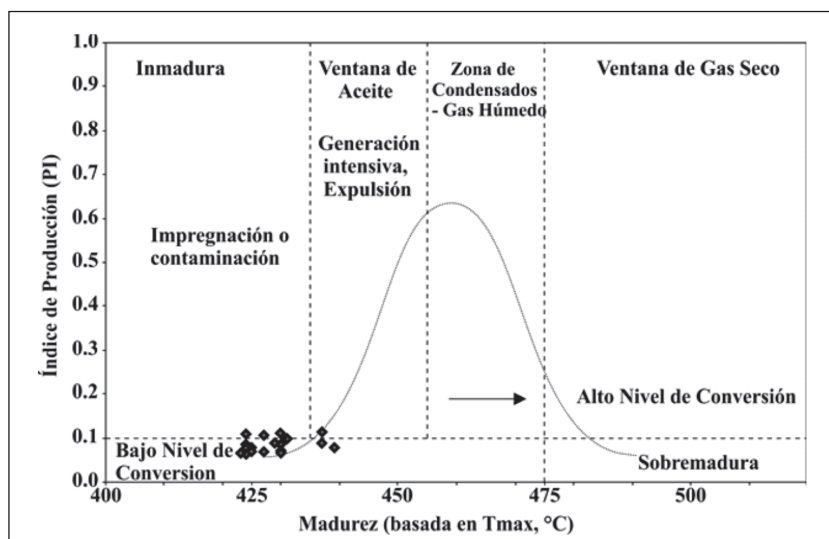 1.0
0.9
0.8
0.7
0.6
0.5
0.4
0.3
0.2
0.1
0.0
Índice de Producción (PI)
Inmadura
Ventana de
Aceite
Zona de
Condensados
- Gas Húmedo
Ventana de Gas Seco
Generación
intensiva,
Expulsión
Impregnación o
contaminación
Alto Nivel de Conversión
Bajo Nivel de
Conversion
Sobremadura
400
425
450
475
500
Madurez (basada en Tmax, °C)